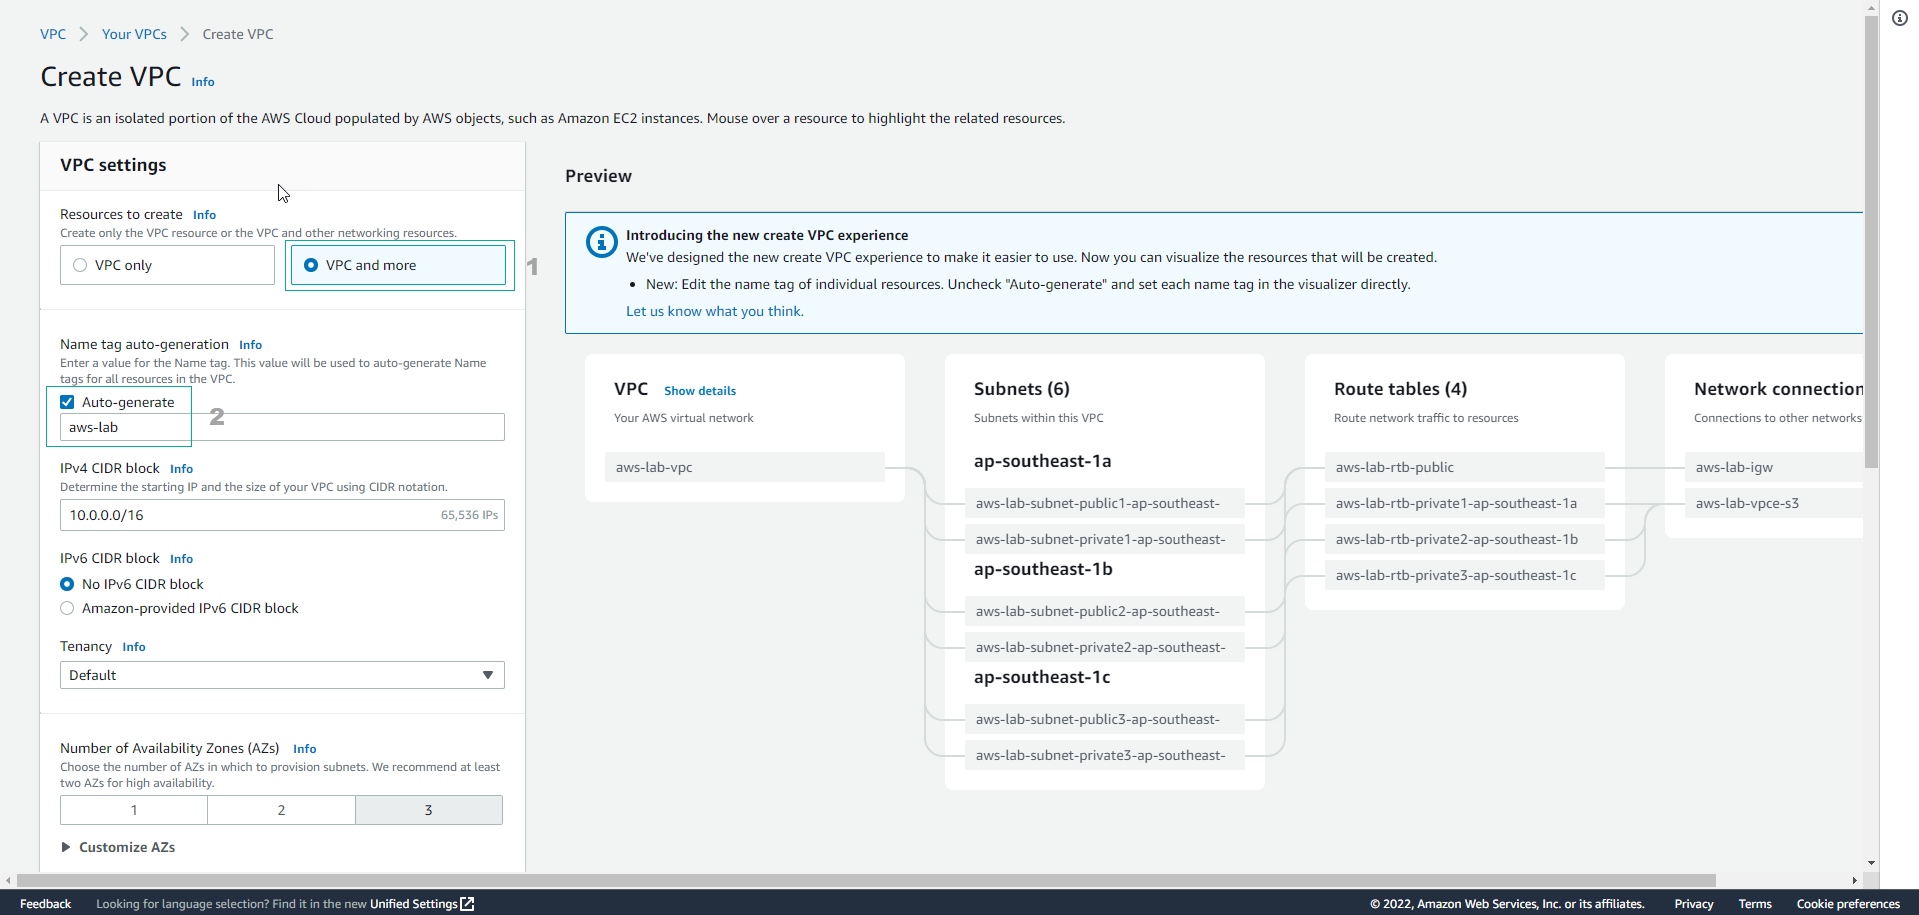 VPC > Your VPCs > Create VPC
Create VPC Info
A VPC is an isolated portion of the AWS Cloud populated by AWS objects, such as Amazon EC2 instances. Mouse over a resource to highlight the related resources.
VPC settings
Resources to create Info
Create only the VPC resource or the VPC and other networking resources.
VPC only
VPC and more
1
Name tag auto-generation Info
Enter a value for the Name tag. This value will be used to auto-generate Name
tags for all resources in the VPC.
Auto-generate
2
aws-lab
IPv4 CIDR block Info
Determine the starting IP and the size of your VPC using CIDR notation.
10.0.0.0/16 65,536 IPs
IPv6 CIDR block Info
No IPv6 CIDR block
Amazon-provided IPv6 CIDR block
Tenancy Info
Default
Number of Availability Zones (AZs) Info
Choose the number of AZs in which to provision subnets. We recommend at least
two AZs for high availability.
1 2 3
Customize AZs
Preview
Introducing the new create VPC experience
We've designed the new create VPC experience to make it easier to use. Now you can visualize the resources that will be created.
• New: Edit the name tag of individual resources. Uncheck "Auto-generate" and set each name tag in the visualizer directly.
Let us know what you think.
VPC Show details
Your AWS virtual network
aws-lab-vpc
Subnets (6)
Subnets within this VPC
ap-southeast-1a
aws-lab-subnet-public1-ap-southeast-
aws-lab-subnet-private1-ap-southeast-
ap-southeast-1b
aws-lab-subnet-public2-ap-southeast-
aws-lab-subnet-private2-ap-southeast-
ap-southeast-1c
aws-lab-subnet-public3-ap-southeast-
aws-lab-subnet-private3-ap-southeast-
Route tables (4)
Route network traffic to resources
aws-lab-rtb-public
aws-lab-rtb-private1-ap-southeast-1a
aws-lab-rtb-private2-ap-southeast-1b
aws-lab-rtb-private3-ap-southeast-1c
Network connection
Connections to other networks
aws-lab-igw
aws-lab-vpce-s3
Feedback Looking for language selection? Find it in the new Unified Settings © 2022, Amazon Web Services, Inc. or its affiliates. Privacy Terms Cookie preferences